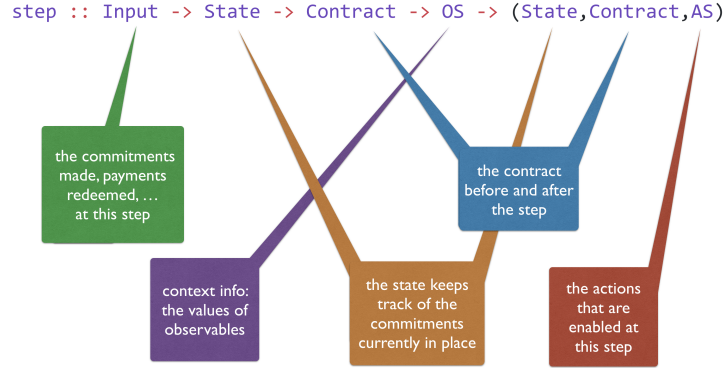 step :: Input -> State -> Contract -> OS -> (State,Contract,AS)
the commitments
made, payments
redeemed, …
at this step
the contract
before and after
the step
context info:
the values of
observables
the state keeps
track of the
commitments
currently in place
the actions
that are
enabled at
this step